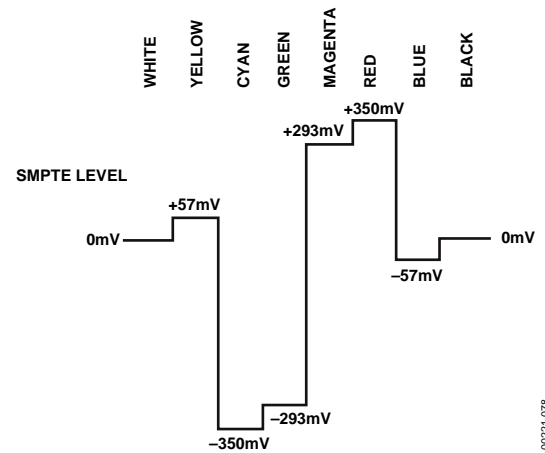 WHITE
YELLOW
CYAN
GREEN
MAGENTA
RED
BLUE
BLACK
+350mV
+293mV
SMPTE LEVEL
+57mV
0mV
0mV
–57mV
–293mV
–350mV